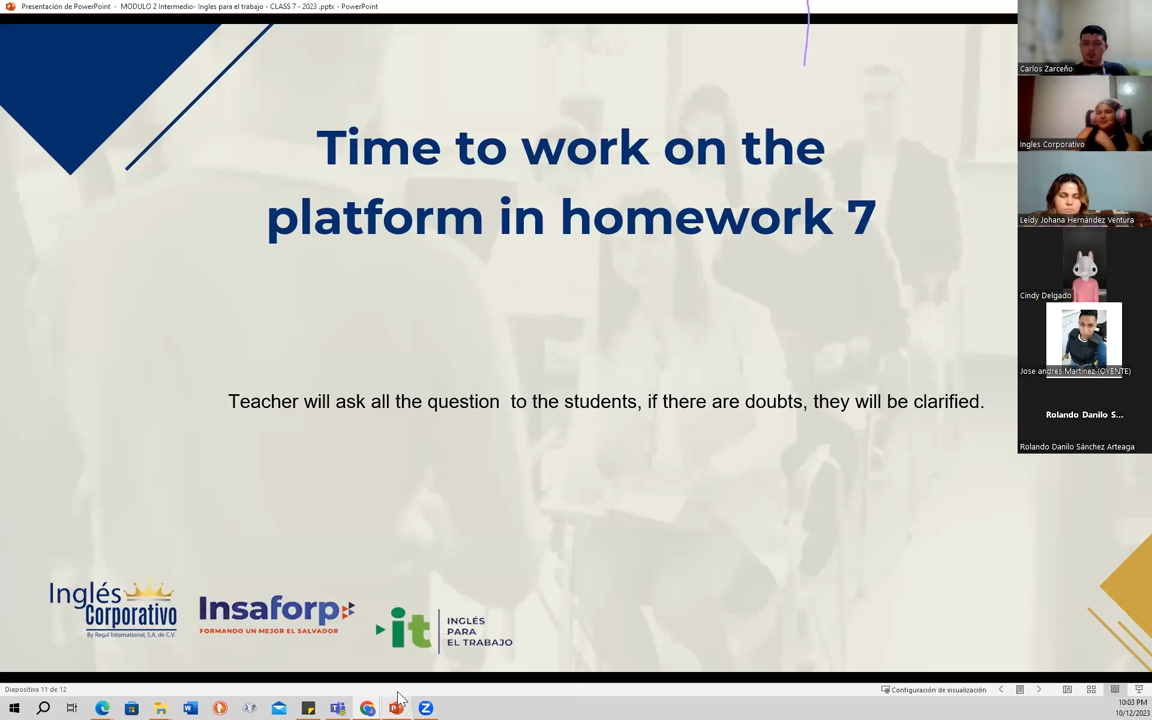 Presentación de PowerPoint - MODULO 2 Intermedio- Ingles para el trabajo - CLASS 7 - 2023 .pptx - PowerPoint
Time to work on the
platform in homework 7
Teacher will ask all the question to the students, if there are doubts, they will be clarified.
Inglés
Corporativo
By Regal International, S.A. de C.V.
Insaforp
FORMANDO UN MEJOR EL SALVADOR
it
INGLÉS
PARA
EL TRABAJO
Carlos Zarceño
Ingles Corporativo
Leidy Johana Hernández Ventura
Cindy Delgado
Jose andres Martinez (OYENTE)
Rolando Danilo S...
Rolando Danilo Sánchez Arteaga
Diapositiva 11 de 12
Configuración de visualización
10:03 PM
10/12/2023